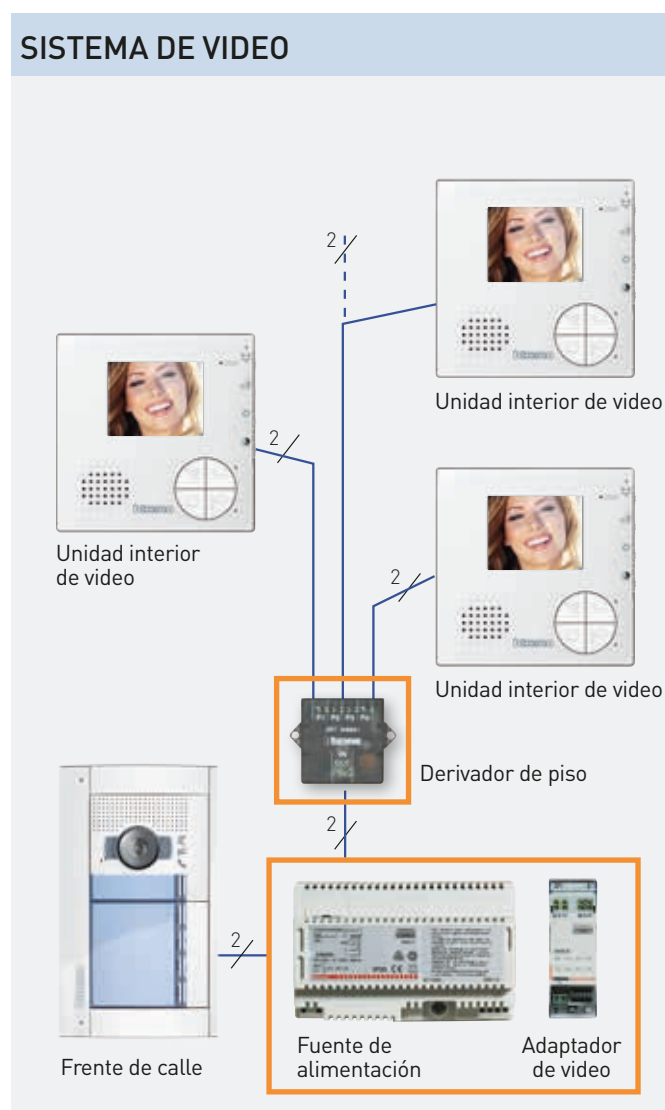 SISTEMA DE VIDEO
2
Unidad interior de video
2
Unidad interior
de video
2
Unidad interior de video
Derivador de piso
2
2
Frente de calle
Fuente de
alimentación
Adaptador
de video